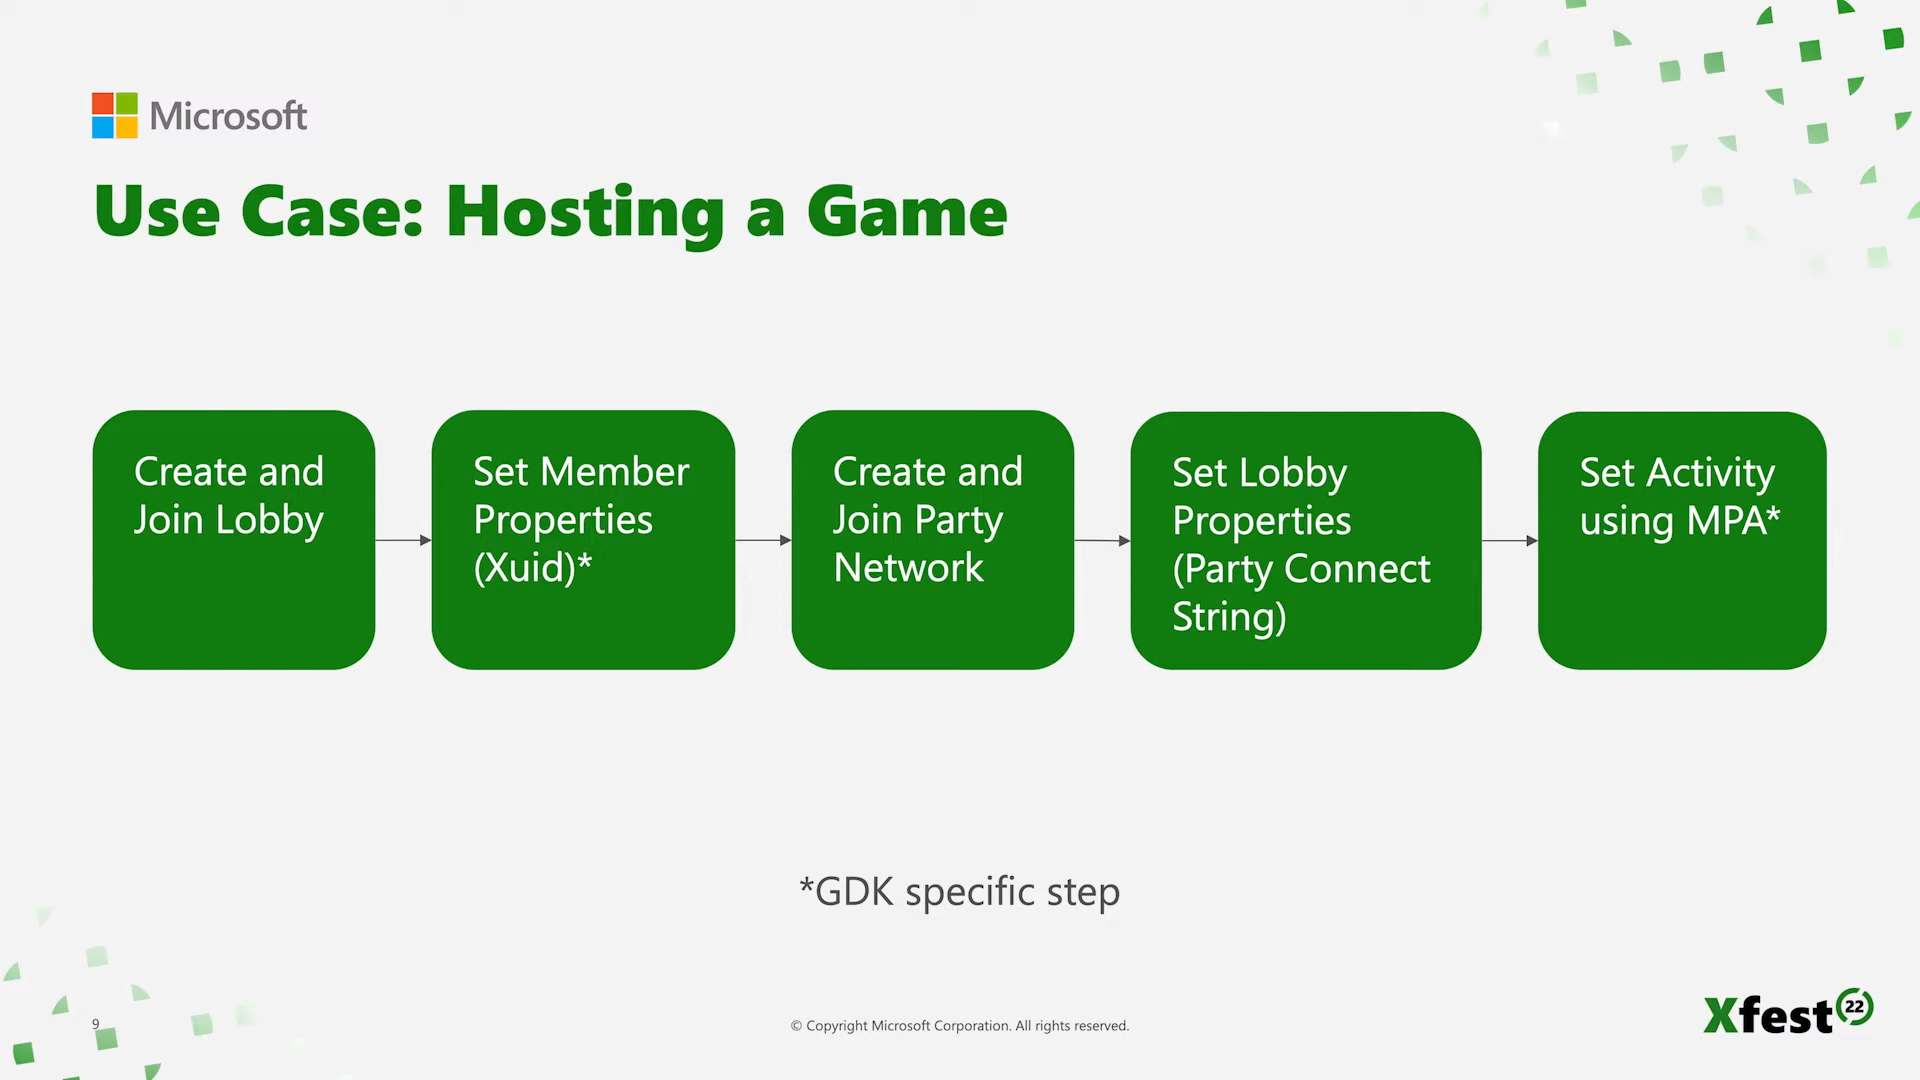 Microsoft
Use Case: Hosting a Game
Create and
Join Lobby
Set Member
Properties
(Xuid)*
Create and
Join Party
Network
Set Lobby
Properties
(Party Connect
String)
Set Activity
using MPA*
*GDK specific step
9
© Copyright Microsoft Corporation. All rights reserved.
Xfest 22